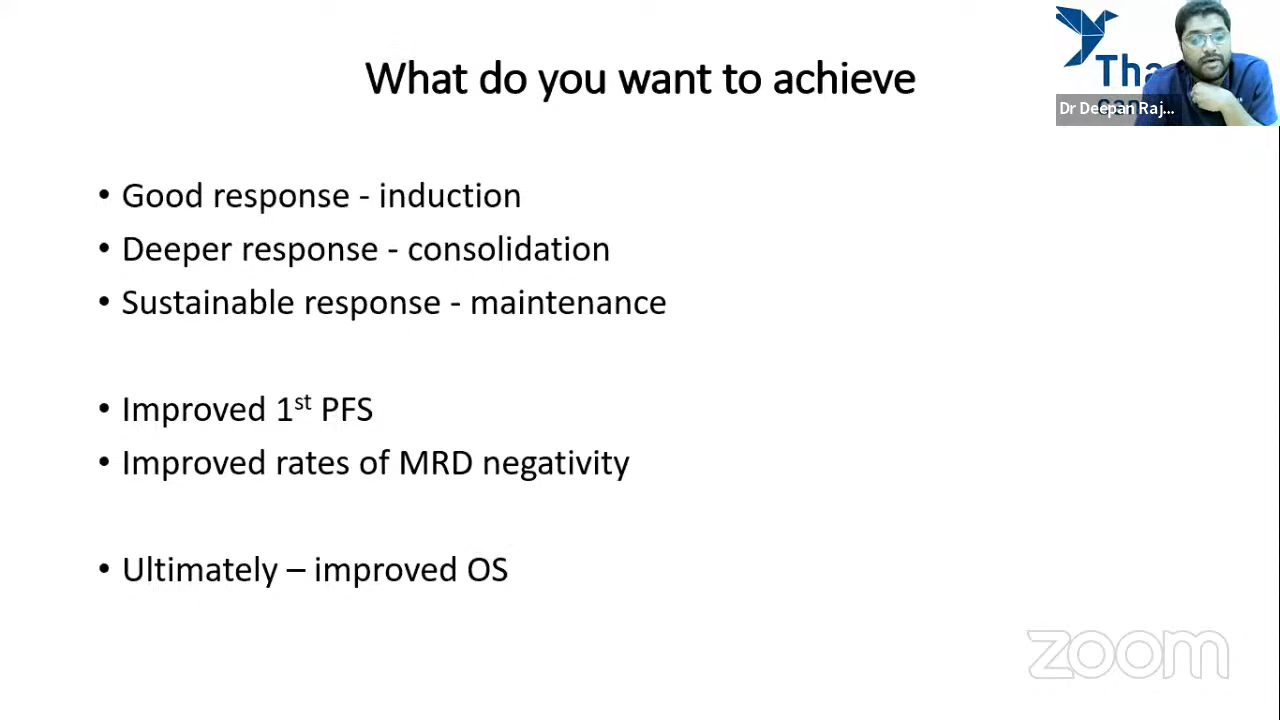 What do you want to achieve
Tha
Dr Deepan Raj...
• Good response - induction
• Deeper response - consolidation
• Sustainable response - maintenance
• Improved 1st PFS
• Improved rates of MRD negativity
• Ultimately – improved OS
zoom